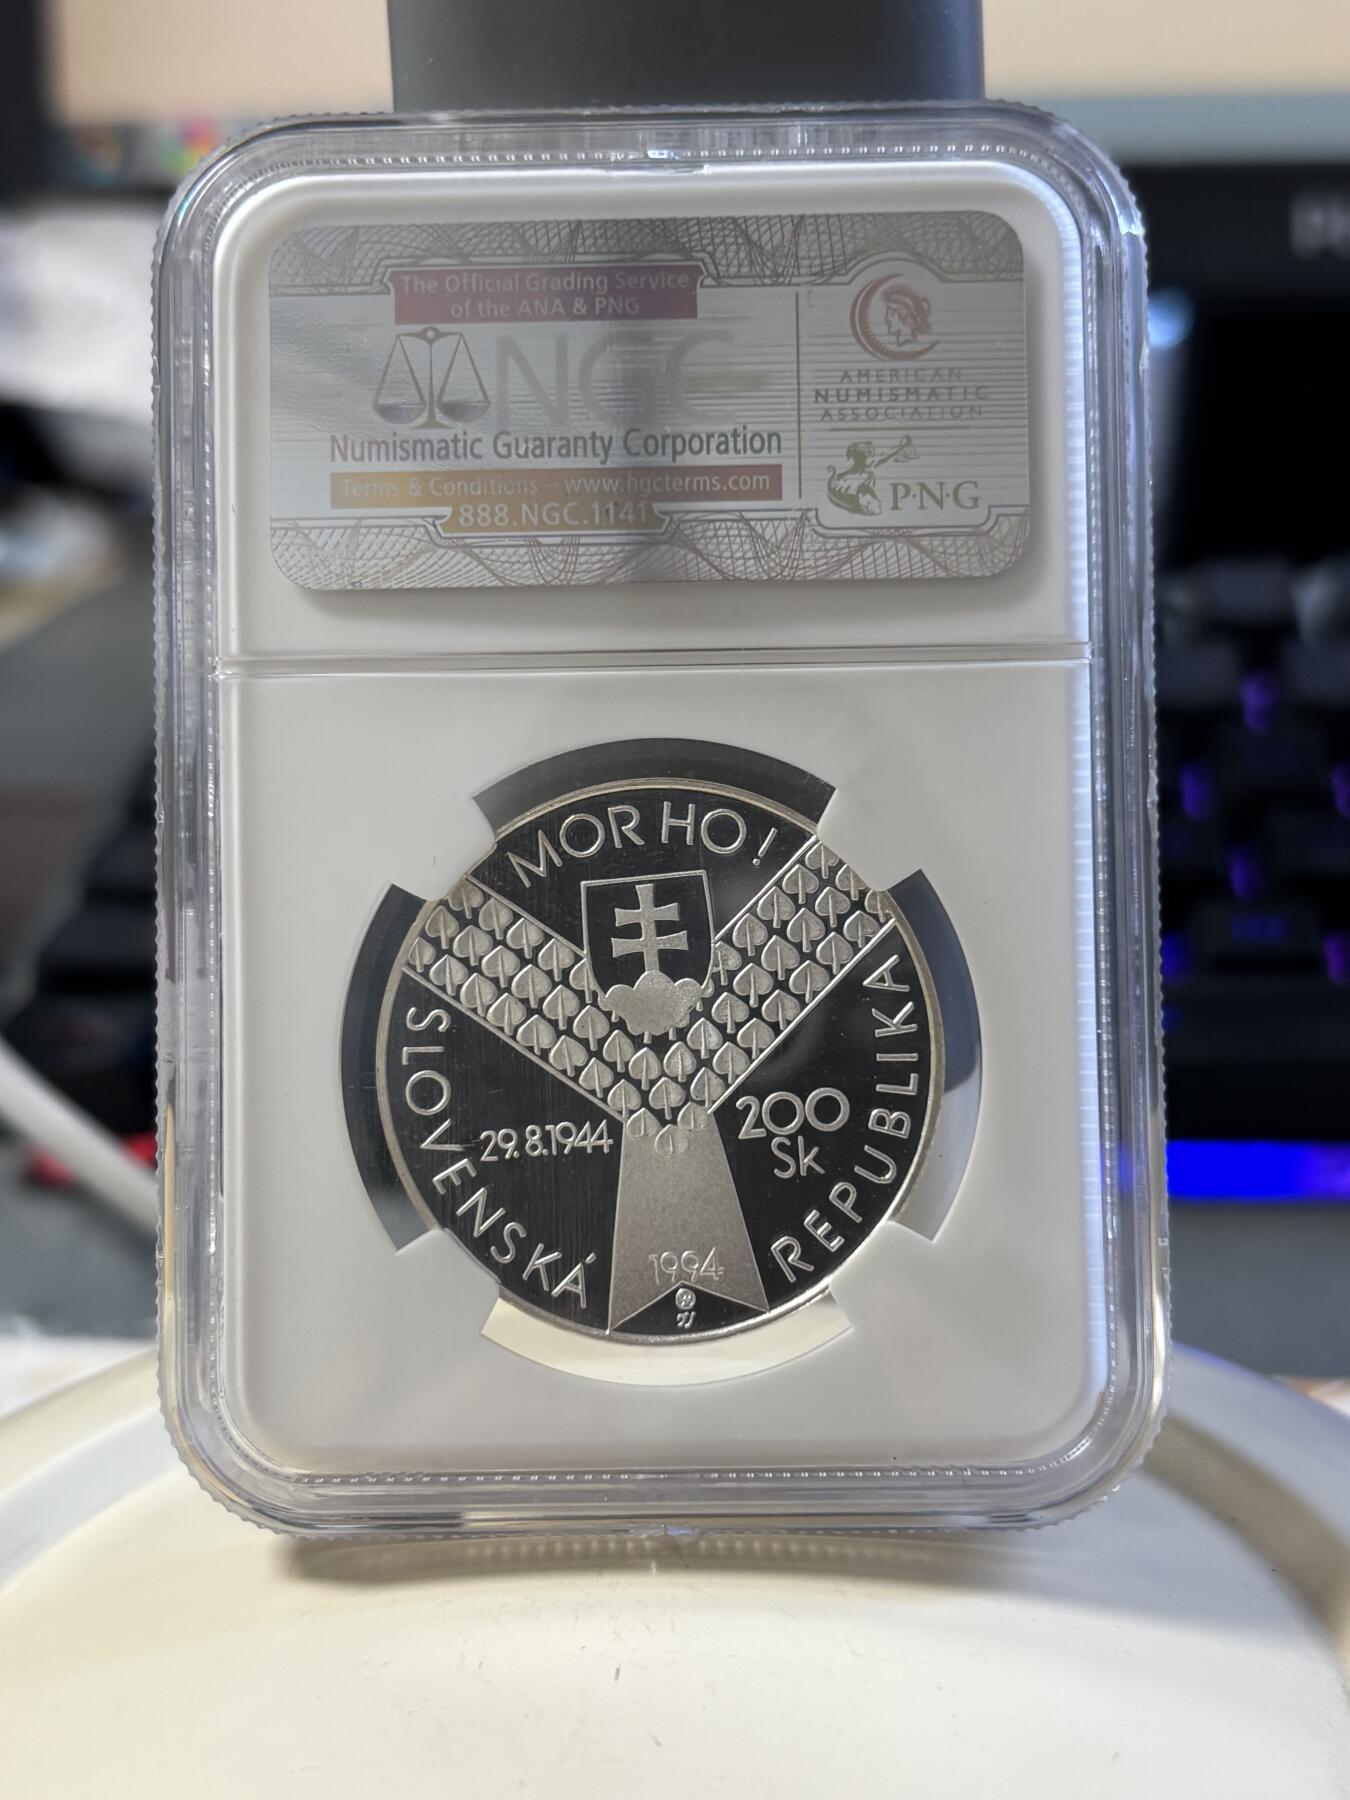 The Official Grading Service
of the ANA & PNG
NGC
Numismatic Guaranty Corporation
Terms & Conditions – www.ngcterms.com
888.NGC.1141
AMERICAN
NUMISMATIC
ASSOCIATION
P·N·G
MOR HO!
SLOVENSKÁ
REPUBLIKA
29.8.1944
200
Sk
1994